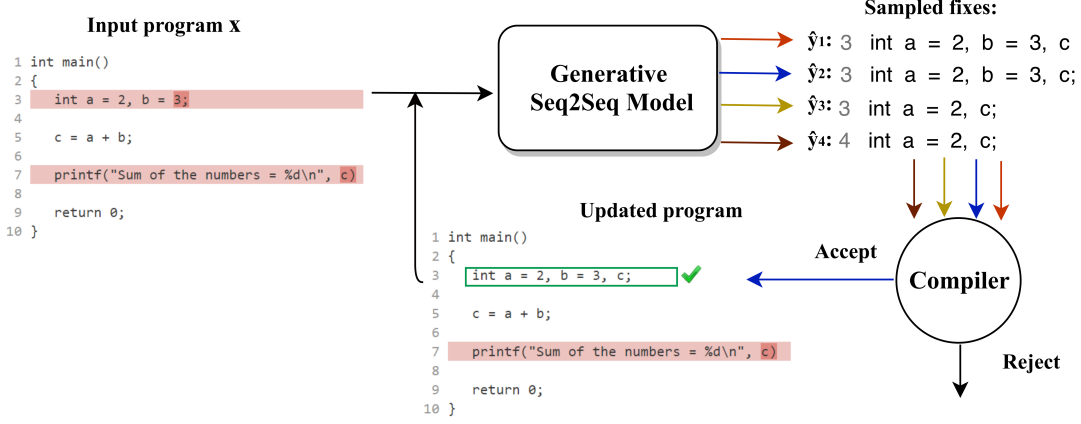 Input program x
1 int main()
2 {
3 int a = 2, b = 3;
4
5 c = a + b;
6
7 printf("Sum of the numbers = %d\n", c)
8
9 return 0;
10 }
Generative
Seq2Seq Model
Sampled fixes:
ŷ1: 3 int a = 2, b = 3, c
ŷ2: 3 int a = 2, b = 3, c;
ŷ3: 3 int a = 2, c;
ŷ4: 4 int a = 2, c;
Updated program
1 int main()
2 {
3 int a = 2, b = 3, c;
4
5 c = a + b;
6
7 printf("Sum of the numbers = %d\n", c)
8
9 return 0;
10 }
Accept
Compiler
Reject